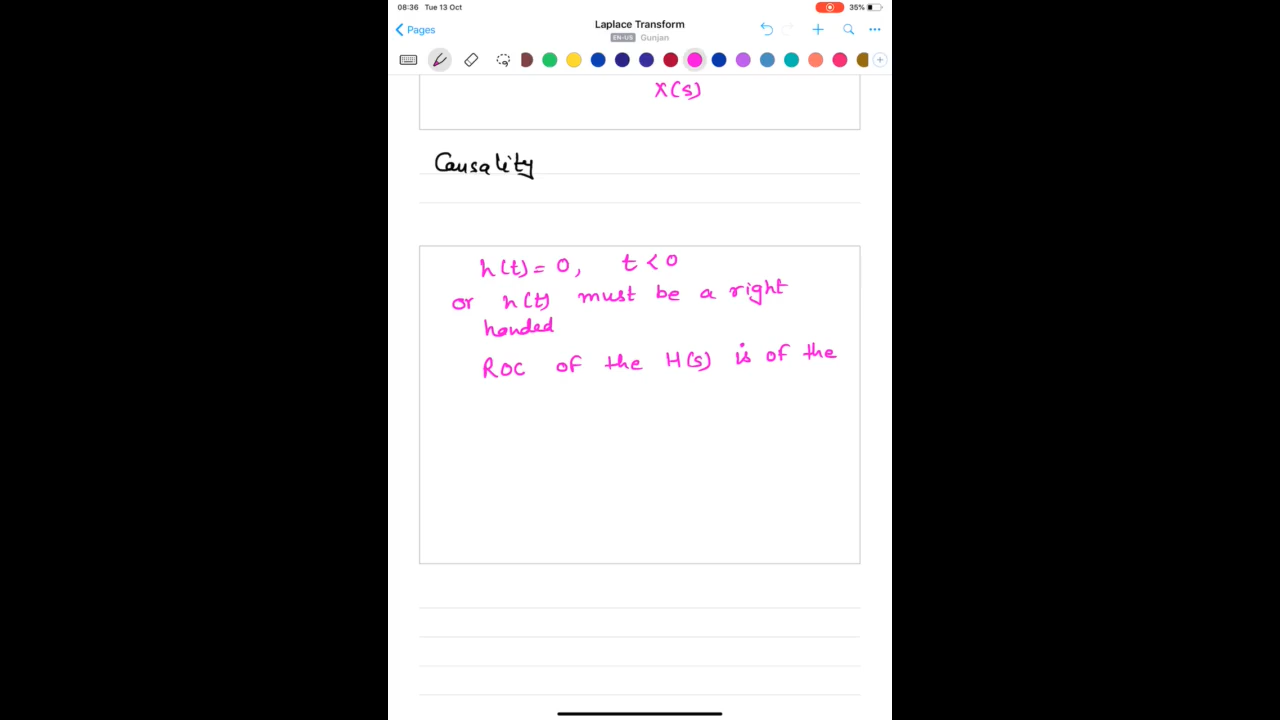 08:36 Tue 13 Oct
35%
Pages
Laplace Transform
EN-US Gunjan
X(s)
Causality
h(t) = 0, t < 0
or h(t) must be a right
handed
ROC of the H(s) is of the